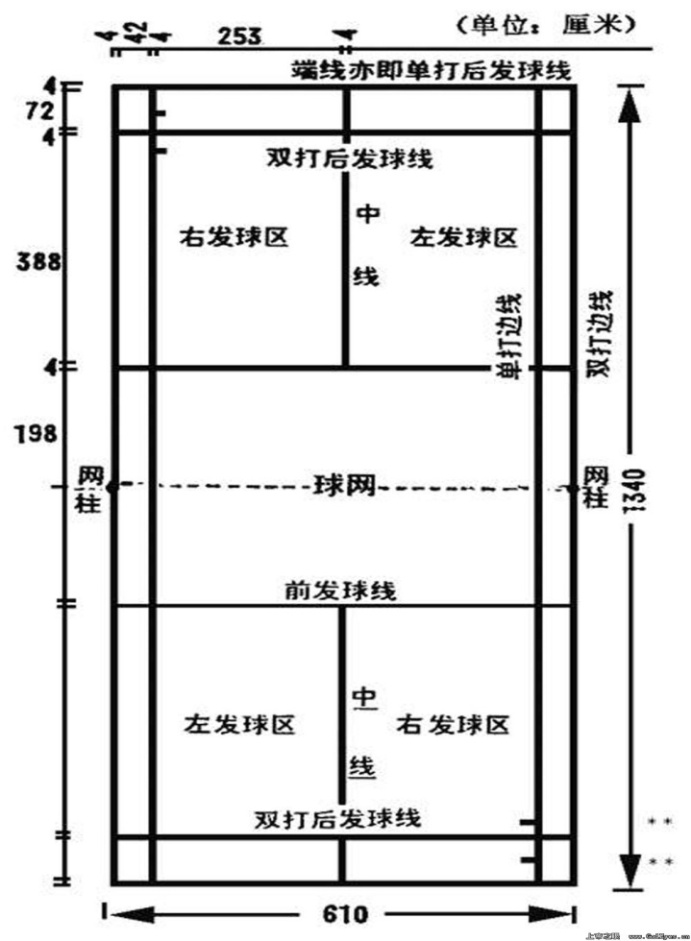 （单位：厘米）
4 42 4 253 4
端线亦即单打后发球线
4
72
4
双打后发球线
中
右发球区 左发球区
388
线
单打边线
双打边线
4
198
网
柱
球网
网
柱
1340
前发球线
中
左发球区 右发球区
线
双打后发球线
**
**
610